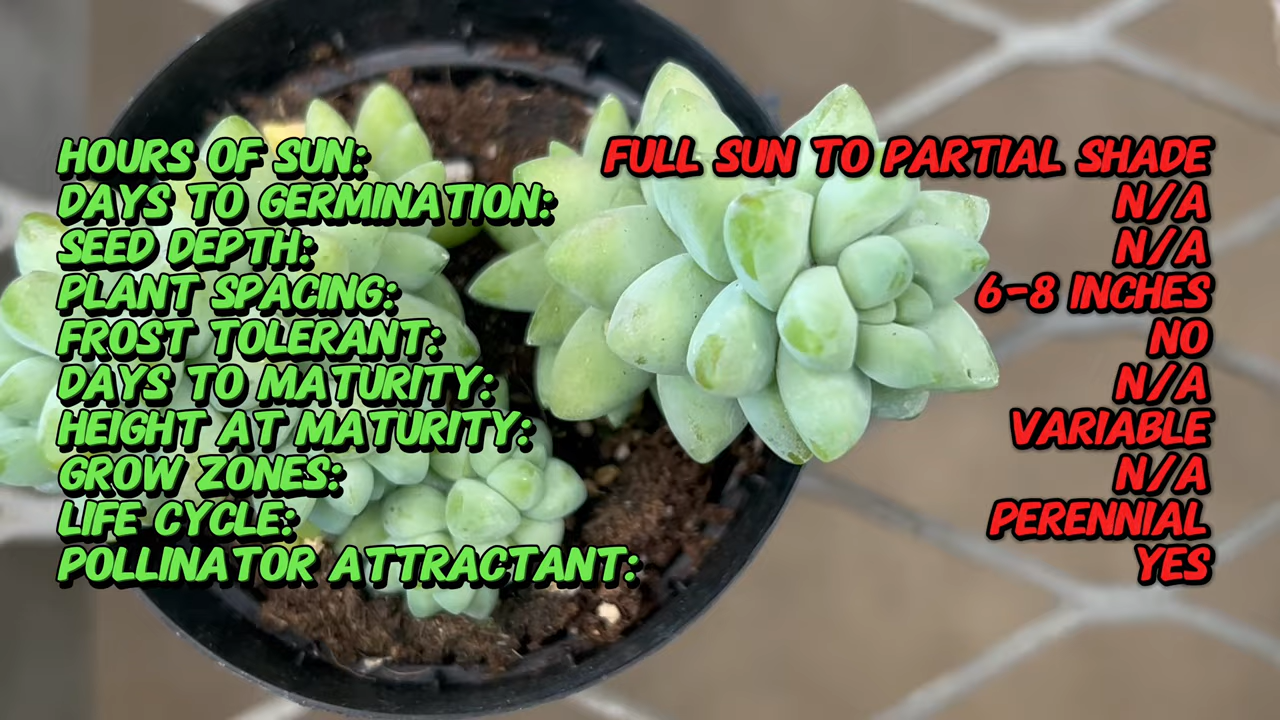 HOURS OF SUN: FULL SUN TO PARTIAL SHADE
DAYS TO GERMINATION: N/A
SEED DEPTH: N/A
PLANT SPACING: 6-8 INCHES
FROST TOLERANT: NO
DAYS TO MATURITY: N/A
HEIGHT AT MATURITY: VARIABLE
GROW ZONES: N/A
LIFE CYCLE: PERENNIAL
POLLINATOR ATTRACTANT: YES